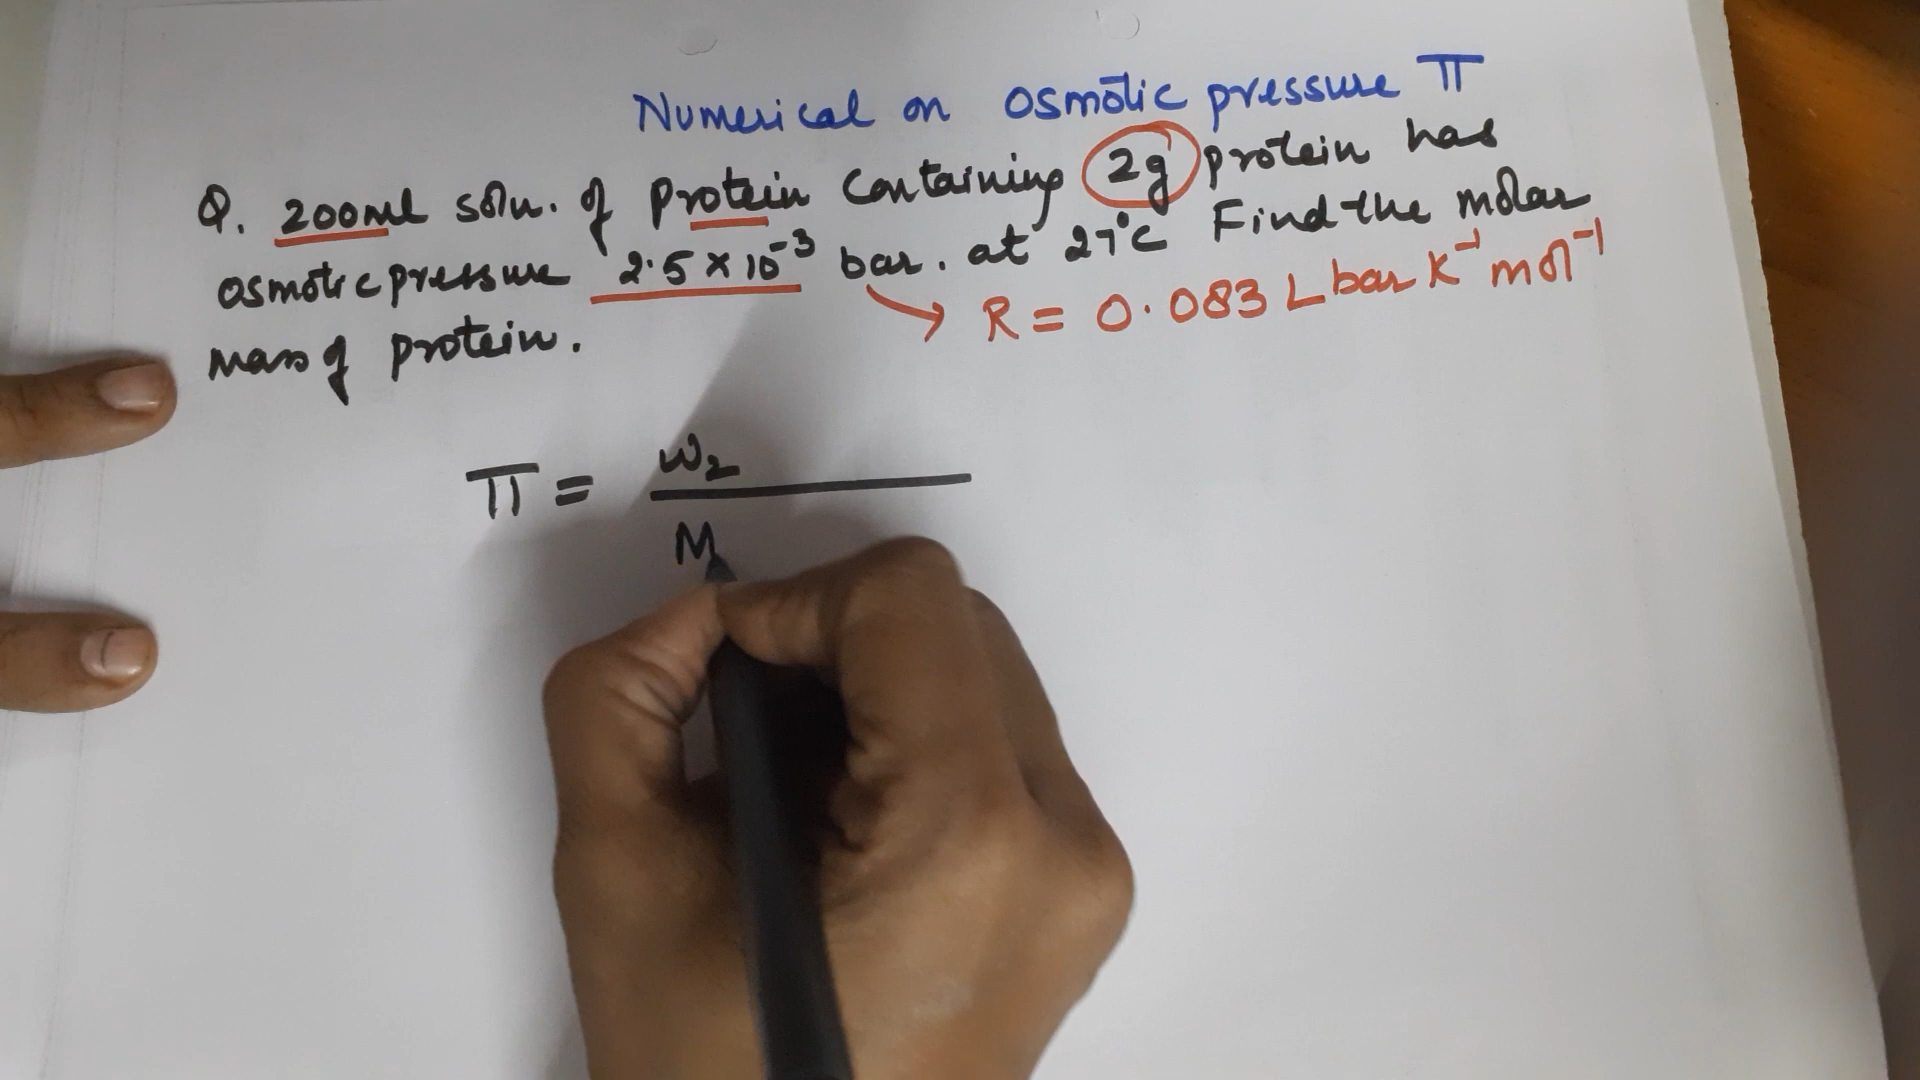 Numerical on osmotic pressure π
Q. 200ml soln. of protein containing 2g protein has
osmotic pressure 2.5 × 10⁻³ bar. at 27°C Find the molar
mass of protein.
→ R = 0.083 L bar K⁻¹ mol⁻¹
π = w₂
M